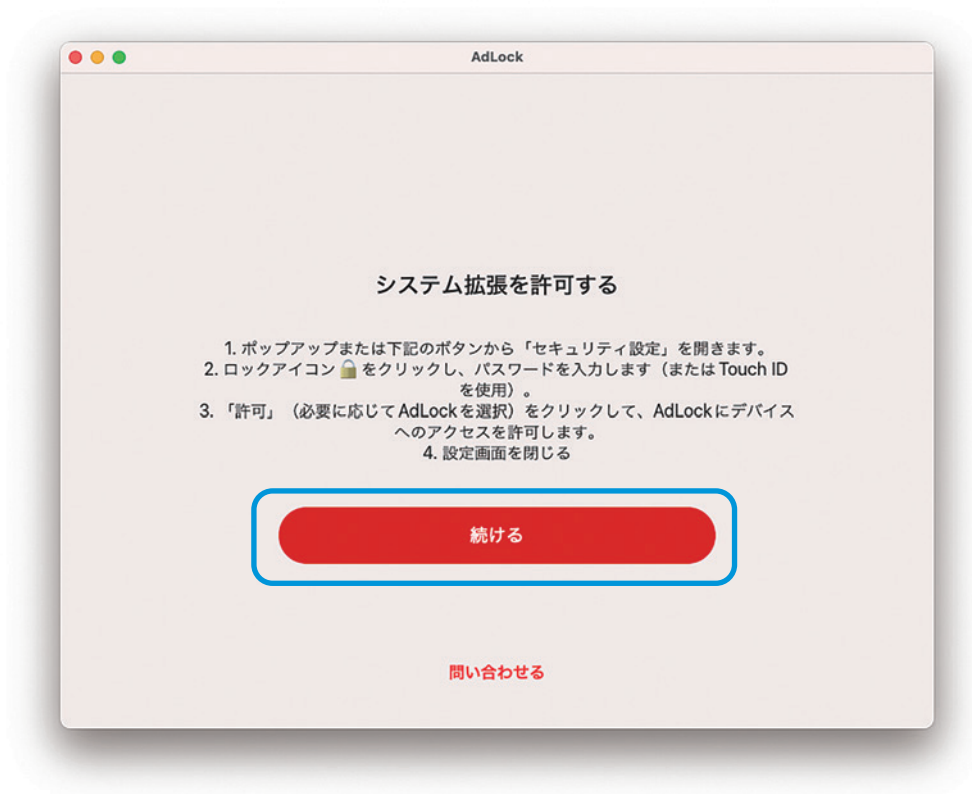 AdLock
システム拡張を許可する
1. ポップアップまたは下記のボタンから「セキュリティ設定」を開きます。
2. ロックアイコン🔒をクリックし、パスワードを入力します（または Touch ID
を使用）。
3. 「許可」（必要に応じて AdLock を選択）をクリックして、AdLock にデバイス
へのアクセスを許可します。
4. 設定画面を閉じる
続ける
問い合わせる